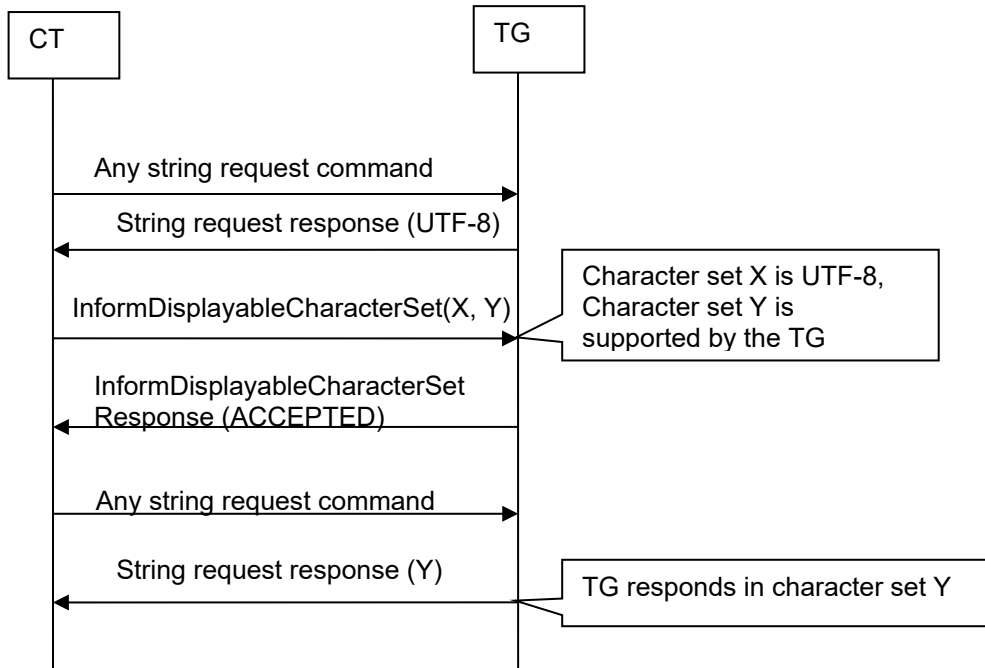 CT
TG
Any string request command
String request response (UTF-8)
InformDisplayableCharacterSet(X, Y)
Character set X is UTF-8,
Character set Y is
supported by the TG
InformDisplayableCharacterSet
Response (ACCEPTED)
Any string request command
String request response (Y)
TG responds in character set Y